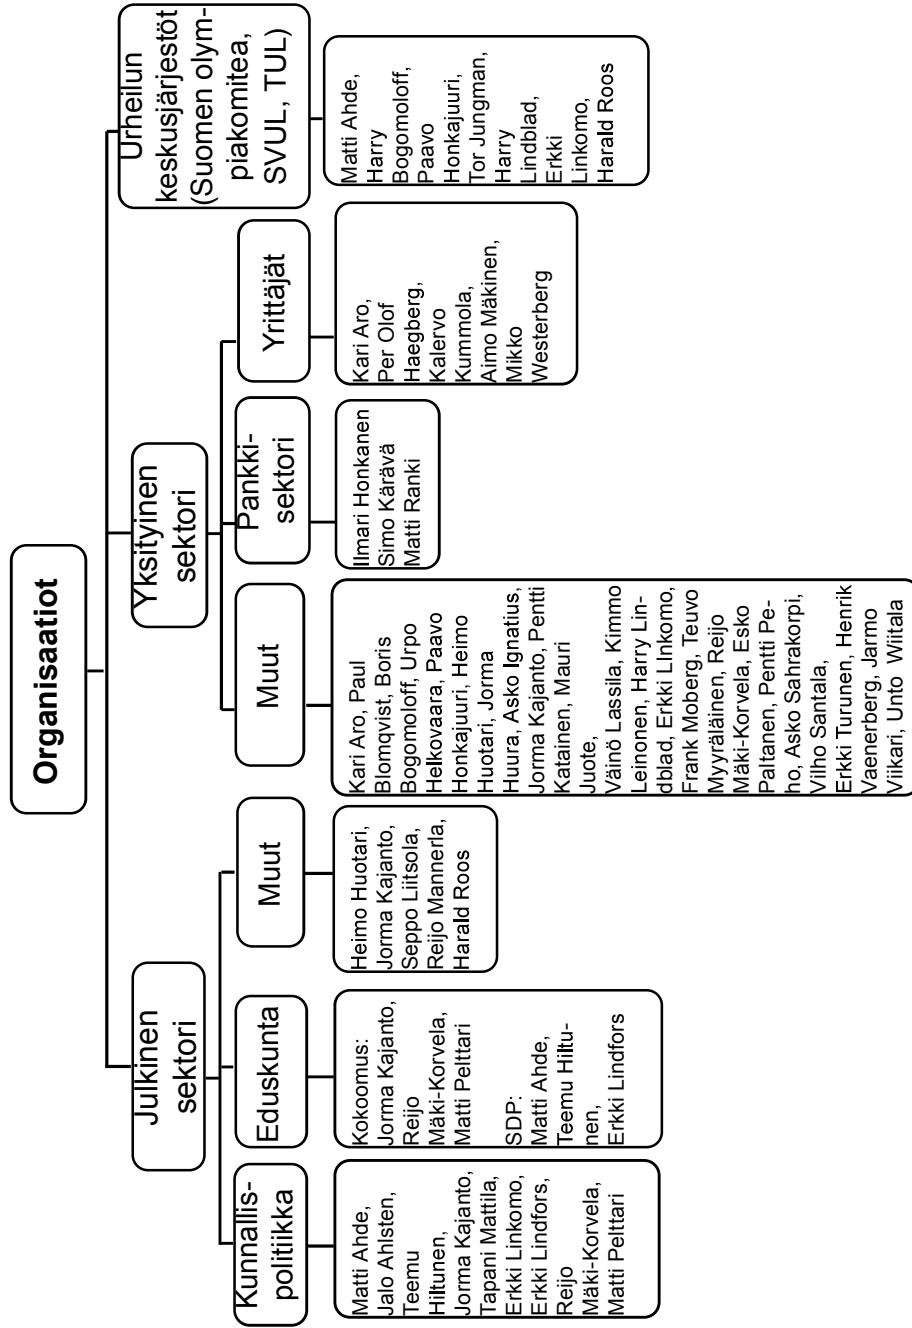 Organisaatiot
Julkinen
sektori
Kunnallis-
politiikka
Matti Ahde,
Jalo Ahlsten,
Teemu
Hiltunen,
Jorma Kajanto,
Tapani Mattila,
Erkki Linkomo,
Erkki Lindfors,
Reijo
Mäki-Korvela,
Matti Pelttari
Eduskunta
Kokoomus:
Jorma Kajanto,
Reijo
Mäki-Korvela,
Matti Pelttari
SDP:
Matti Ahde,
Teemu Hiltu-
nen,
Erkki Lindfors
Muut
Heimo Huotari,
Jorma Kajanto,
Seppo Liitsola,
Reijo Mannerla,
Harald Roos
Yksityinen
sektori
Muut
Kari Aro, Paul
Blomqvist, Boris
Bogomoloff, Urpo
Helkovaara, Paavo
Honkajuuri, Heimo
Huotari, Jorma
Huura, Asko Ignatius,
Jorma Kajanto, Pentti
Katainen, Mauri
Juote,
Väinö Lassila, Kimmo
Leinonen, Harry Lin-
dblad, Erkki LInkomo,
Frank Moberg, Teuvo
Myyräläinen, Reijo
Mäki-Korvela, Esko
Paltanen, Pentti Pe-
ho, Asko Sahrakorpi,
Vilho Santala,
Erkki Turunen, Henrik
Vaenerberg, Jarmo
Viikari, Unto Wiitala
Pankki-
sektori
Ilmari Honkanen
Simo Kärävä
Matti Ranki
Yrittäjät
Kari Aro,
Per Olof
Haegberg,
Kalervo
Kummola,
Aimo Mäkinen,
Mikko
Westerberg
Urheilun
keskusjärjestöt
(Suomen olym-
piakomitea,
SVUL, TUL)
Matti Ahde,
Harry
Bogomoloff,
Paavo
Honkajuuri,
Tor Jungman,
Harry
Lindblad,
Erkki
Linkomo,
Harald Roos